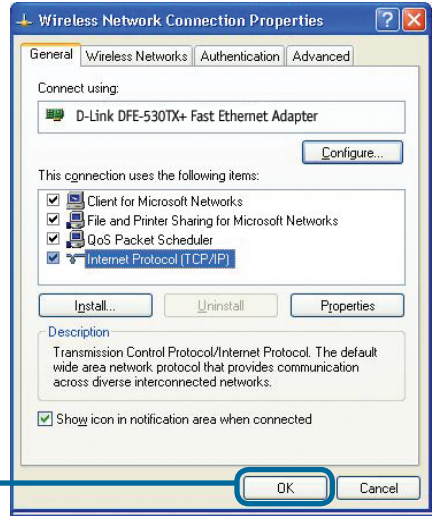 Wireless Network Connection Properties
General Wireless Networks Authentication Advanced
Connect using:
D-Link DFE-530TX+ Fast Ethernet Adapter
Configure...
This connection uses the following items:
Client for Microsoft Networks
File and Printer Sharing for Microsoft Networks
QoS Packet Scheduler
Internet Protocol (TCP/IP)
Install... Uninstall Properties
Description
Transmission Control Protocol/Internet Protocol. The default
wide area network protocol that provides communication
across diverse interconnected networks.
Show icon in notification area when connected
OK Cancel